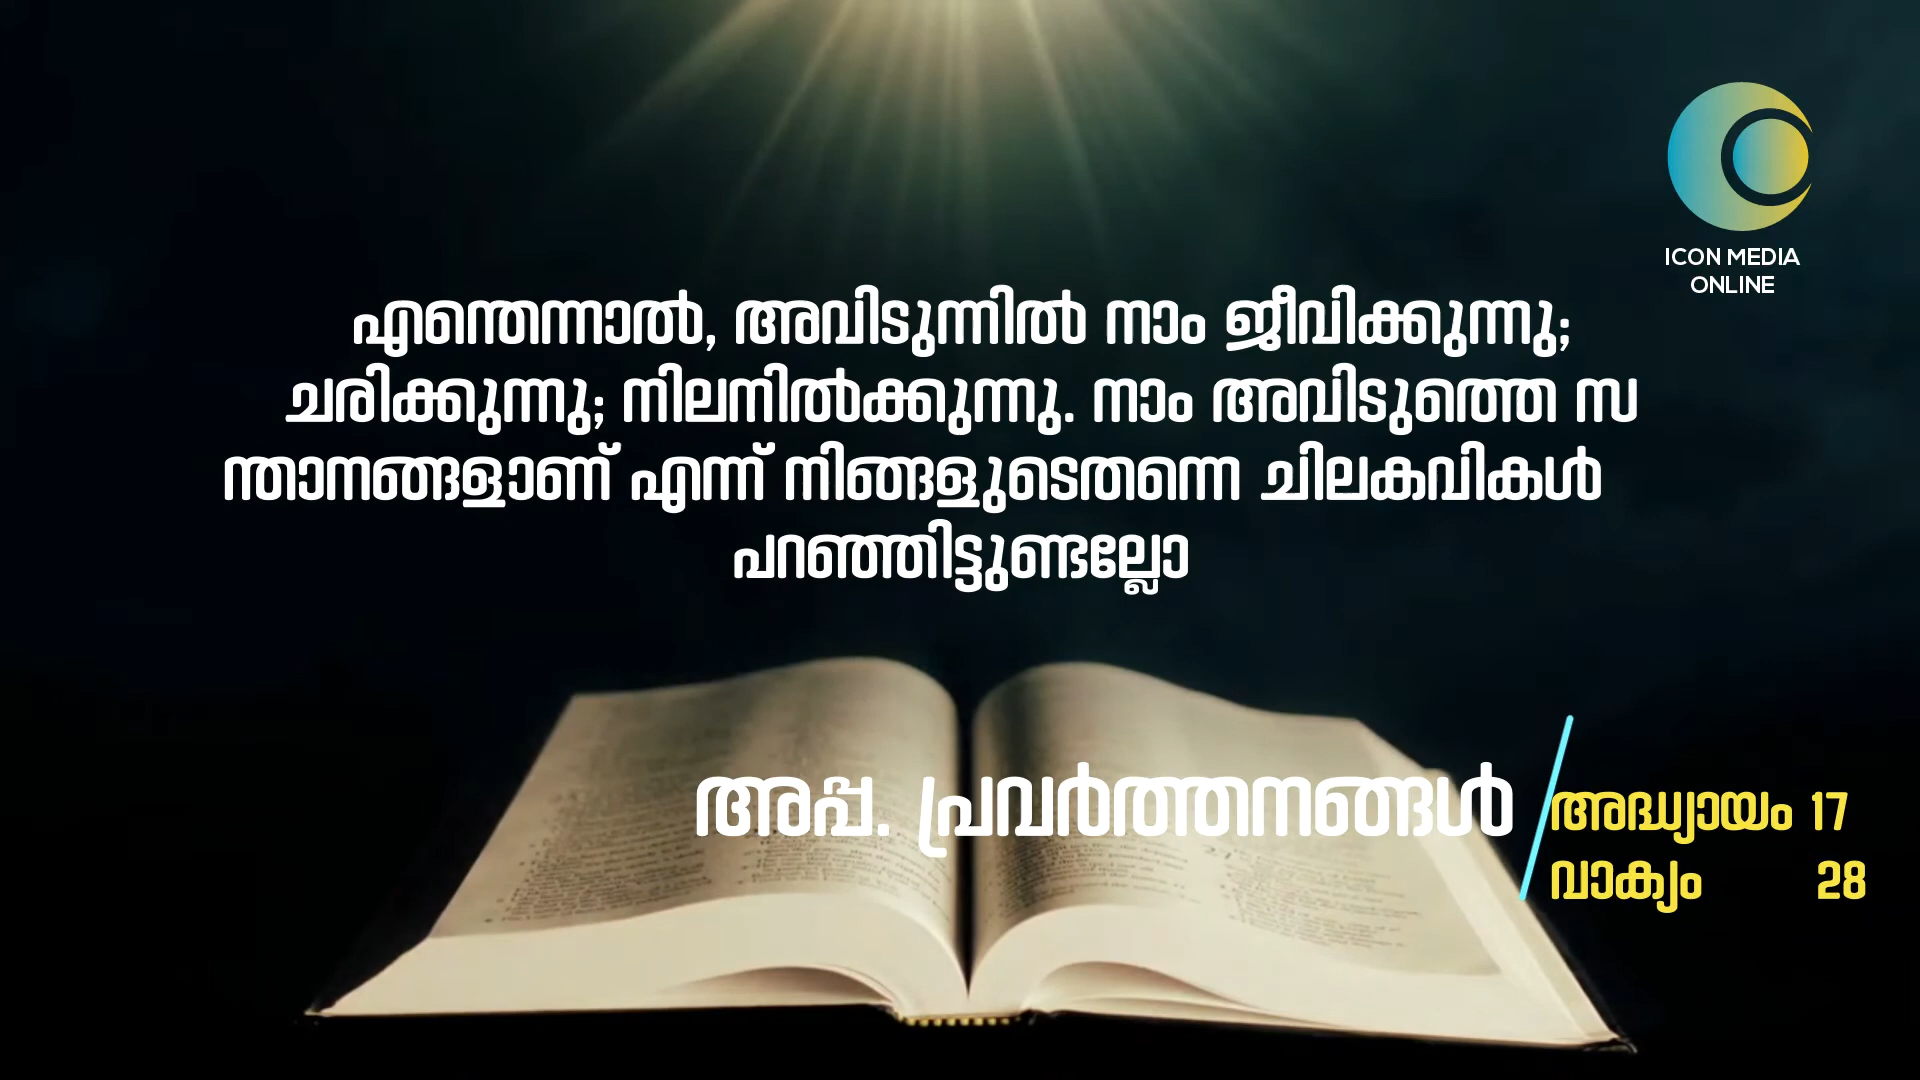 ICON MEDIA
ONLINE
എന്തെന്നാൽ, അവിടുന്നിൽ നാം ജീവിക്കുന്നു;
ചരിക്കുന്നു; നിലനിൽക്കുന്നു. നാം അവിടുത്തെ സ
ന്താനങ്ങളാണ് എന്ന് നിങ്ങളുടെതന്നെ ചിലകവികൾ
പറഞ്ഞിട്ടുണ്ടല്ലോ
അപ്പ. പ്രവർത്തനങ്ങൾ
അദ്ധ്യായം 17
വാക്യം 28